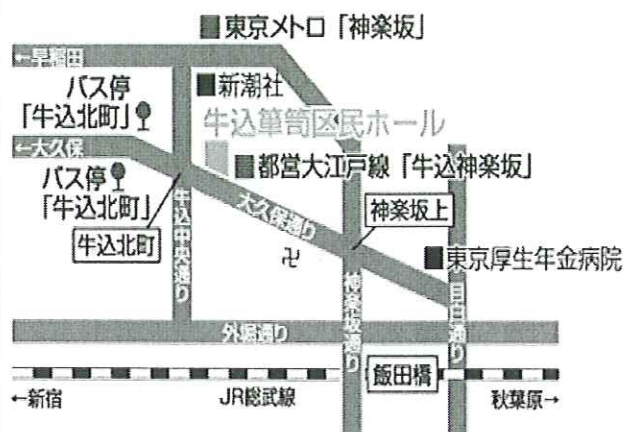 ■東京メトロ「神楽坂」
←早稲田
■新潮社
バス停
「牛込北町」
牛込箪笥区民ホール
←大久保
■都営大江戸線「牛込神楽坂」
バス停
「牛込北町」
大久保通り
神楽坂上
牛込北町
牛込中央通り
卍
■東京厚生年金病院
神楽坂通り
目白通り
外堀通り
飯田橋
←新宿
JR総武線
秋葉原→